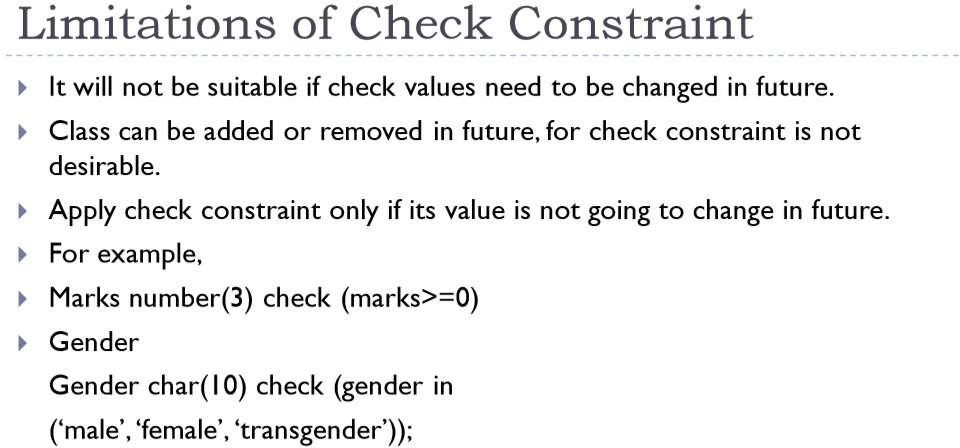 Limitations of Check Constraint
It will not be suitable if check values need to be changed in future.
Class can be added or removed in future, for check constraint is not
desirable.
Apply check constraint only if its value is not going to change in future.
For example,
Marks number(3) check (marks>=0)
Gender
Gender char(10) check (gender in
(‘male’, ‘female’, ‘transgender’));